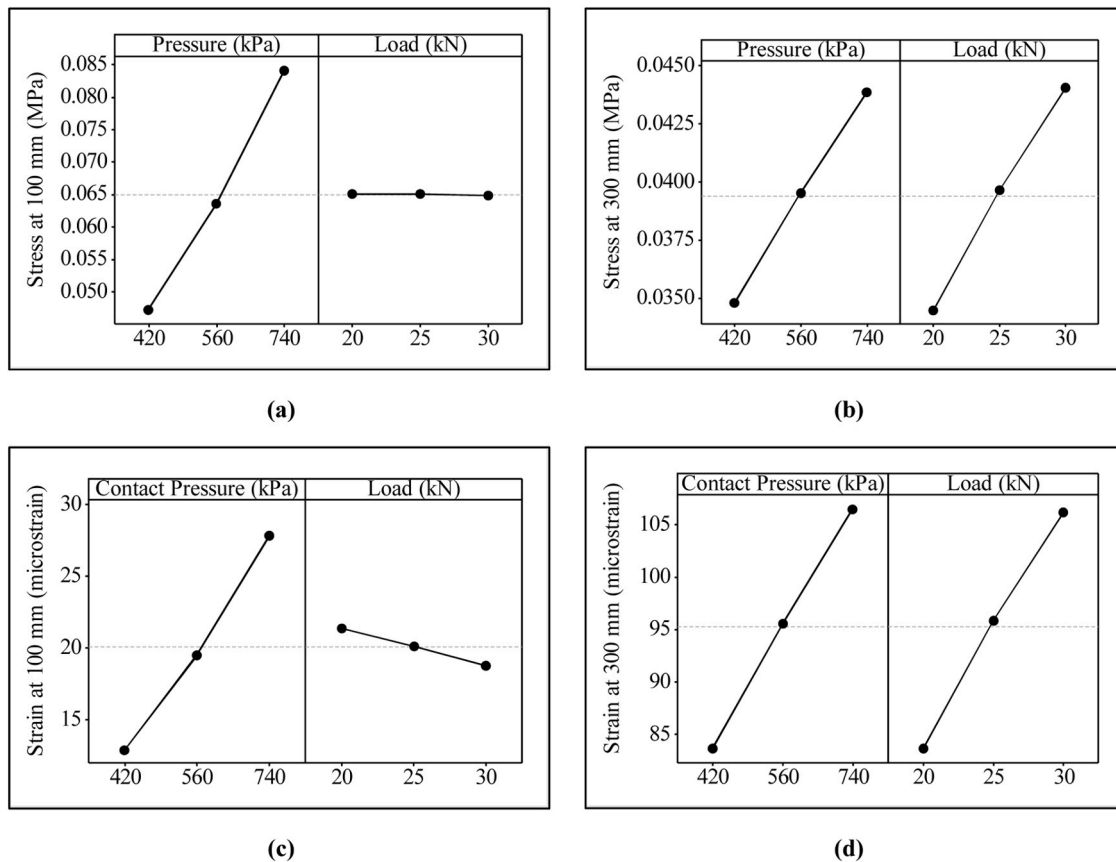 Pressure (kPa) Load (kN)
Stress at 100 mm (MPa)
0.085
0.080
0.075
0.070
0.065
0.060
0.055
0.050
420 560 740 20 25 30
(a)
Pressure (kPa) Load (kN)
Stress at 300 mm (MPa)
0.0450
0.0425
0.0400
0.0375
0.0350
420 560 740 20 25 30
(b)
Contact Pressure (kPa) Load (kN)
Strain at 100 mm (microstrain)
30
25
20
15
420 560 740 20 25 30
(c)
Contact Pressure (kPa) Load (kN)
Strain at 300 mm (microstrain)
105
100
95
90
85
420 560 740 20 25 30
(d)